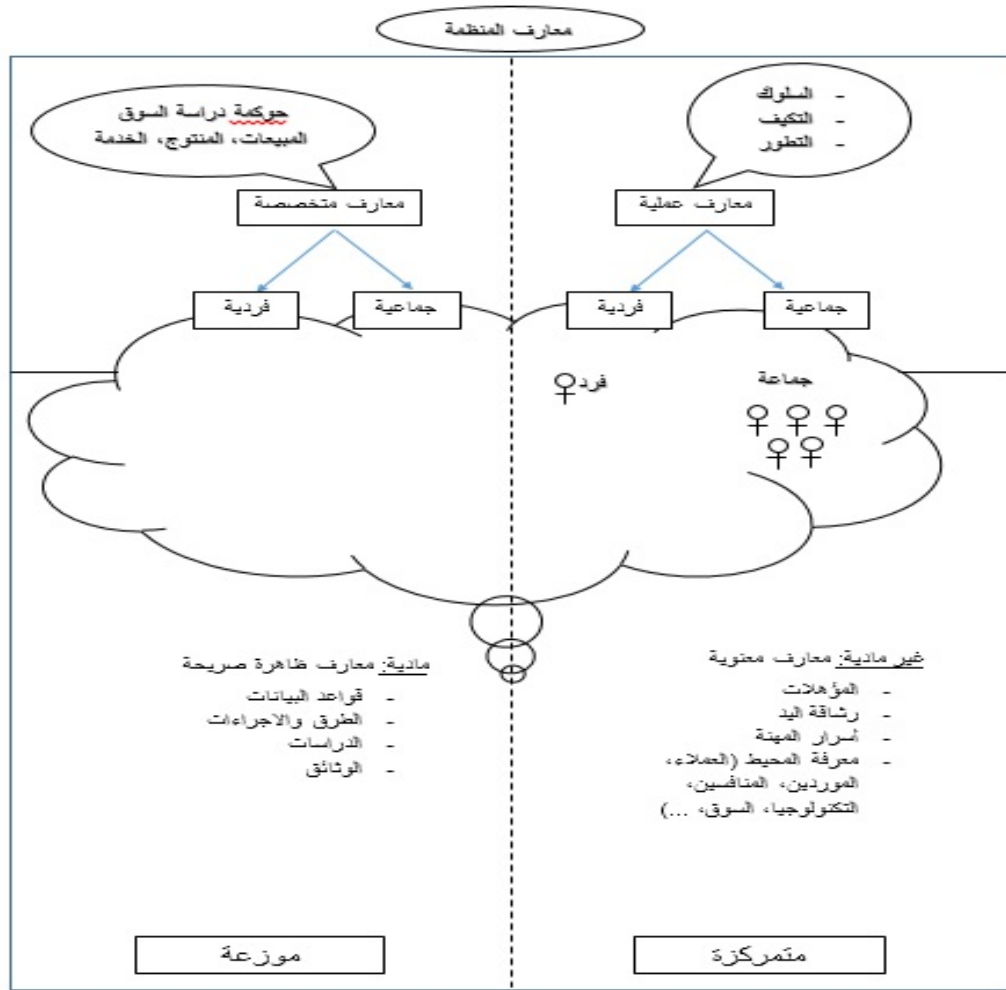 معارف المنظمة
- السلوك
- التكيف
- التطور
حوكمة دراسة السوق
المبيعات، المنتوج، الخدمة
معارف عملية
معارف متخصصة
جماعية
فردية
جماعية
فردية
جماعة
فرد
غير مادية: معارف معنوية
- المؤهلات
- رشاقة اليد
- أسرار المهنة
- معرفة المحيط (العملاء،
الموردين، المنافسين،
التكنولوجيا، السوق، ...)
مادية: معارف ظاهرة صريحة
- قواعد البيانات
- الطرق والاجراءات
- الدراسات
- الوثائق
متمركزة
موزعة